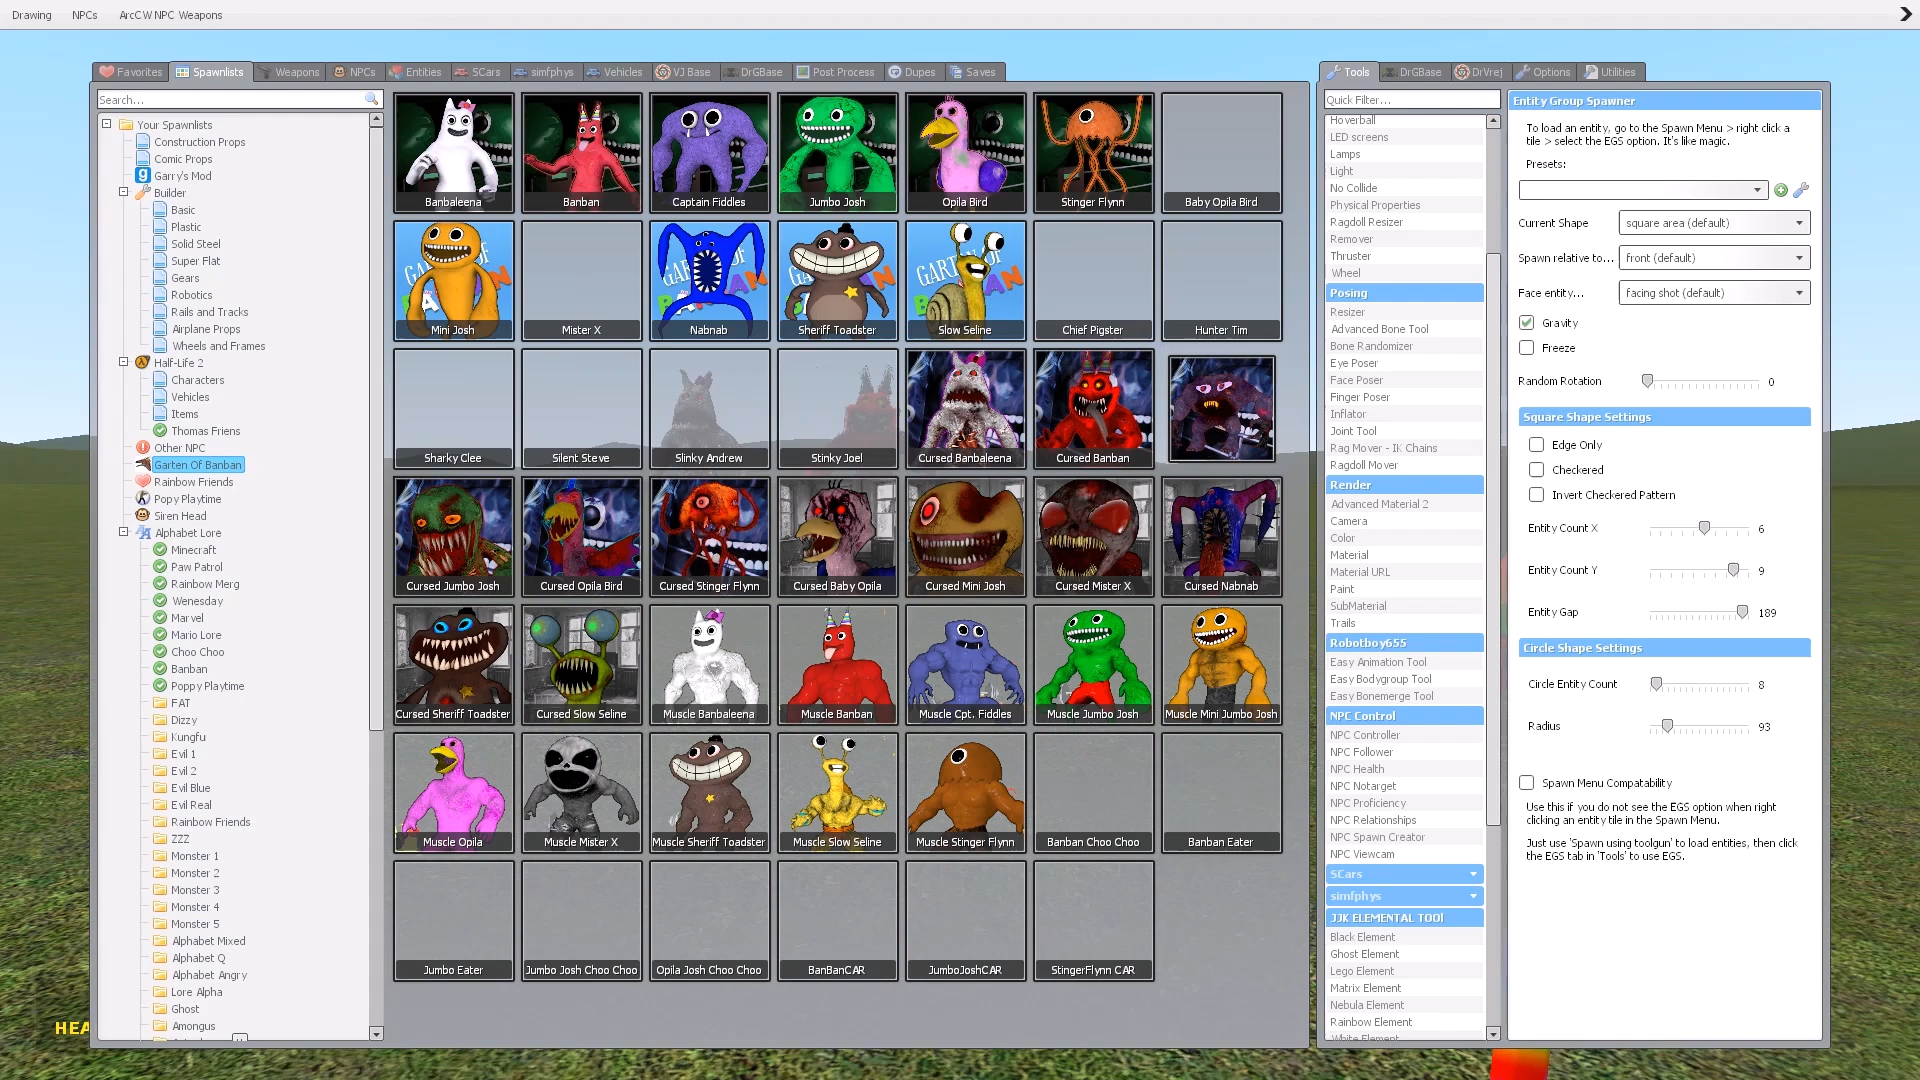 Drawing NPCs ArcCW NPC Weapons
Favorites Spawnlists Weapons NPCs Entities SCars simfphys Vehicles VJ Base DrGBase Post Process Dupes Saves
Search...
Your Spawnlists
Construction Props
Comic Props
Garry's Mod
Builder
Basic
Plastic
Solid Steel
Super Flat
Gears
Robotics
Rails and Tracks
Airplane Props
Wheels and Frames
Half-Life 2
Characters
Vehicles
Items
Thomas Friens
Other NPC
Garten Of Banban
Rainbow Friends
Popy Playtime
Siren Head
Alphabet Lore
Minecraft
Paw Patrol
Rainbow Merg
Wenesday
Marvel
Mario Lore
Choo Choo
Banban
Poppy Playtime
FAT
Dizzy
Kungfu
Evil 1
Evil 2
Evil Blue
Evil Real
Rainbow Friends
ZZZ
Monster 1
Monster 2
Monster 3
Monster 4
Monster 5
Alphabet Mixed
Alphabet Q
Alphabet Angry
Lore Alpha
Ghost
Amongus
HEA
Banbaleena Banban Captain Fiddles Jumbo Josh Opila Bird Stinger Flynn Baby Opila Bird
Mini Josh Mister X Nabnab Sheriff Toadster Slow Seline Chief Pigster Hunter Tim
Sharky Clee Silent Steve Slinky Andrew Stinky Joel Cursed Banbaleena Cursed Banban
Cursed Jumbo Josh Cursed Opila Bird Cursed Stinger Flynn Cursed Baby Opila Cursed Mini Josh Cursed Mister X Cursed Nabnab
Cursed Sheriff Toadster Cursed Slow Seline Muscle Banbaleena Muscle Banban Muscle Cpt. Fiddles Muscle Jumbo Josh Muscle Mini Jumbo Josh
Muscle Opila Muscle Mister X Muscle Sheriff Toadster Muscle Slow Seline Muscle Stinger Flynn Banban Choo Choo Banban Eater
Jumbo Eater Jumbo Josh Choo Choo Opila Josh Choo Choo BanBanCAR JumboJoshCAR StingerFlynn CAR
Tools DrGBase DrVrej Options Utilities
Quick Filter...
Hoverball
LED screens
Lamps
Light
No Collide
Physical Properties
Ragdoll Resizer
Remover
Thruster
Wheel
Posing
Resizer
Advanced Bone Tool
Bone Randomizer
Eye Poser
Face Poser
Finger Poser
Inflator
Joint Tool
Rag Mover - IK Chains
Ragdoll Mover
Render
Advanced Material 2
Camera
Color
Material
Material URL
Paint
SubMaterial
Trails
Robotboy655
Easy Animation Tool
Easy Bodygroup Tool
Easy Bonemerge Tool
NPC Control
NPC Controller
NPC Follower
NPC Health
NPC Notarget
NPC Proficiency
NPC Relationships
NPC Spawn Creator
NPC Viewcam
SCars
simfphys
JJK ELEMENTAL TOOl
Black Element
Ghost Element
Lego Element
Matrix Element
Nebula Element
Rainbow Element
White Element
Entity Group Spawner
To load an entity, go to the Spawn Menu > right click a
tile > select the EGS option. It's like magic.
Presets:
Current Shape square area (default)
Spawn relative to... front (default)
Face entity... facing shot (default)
Gravity
Freeze
Random Rotation 0
Square Shape Settings
Edge Only
Checkered
Invert Checkered Pattern
Entity Count X 6
Entity Count Y 9
Entity Gap 189
Circle Shape Settings
Circle Entity Count 8
Radius 93
Spawn Menu Compatability
Use this if you do not see the EGS option when right
clicking an entity tile in the Spawn Menu.
Just use 'Spawn using toolgun' to load entities, then click
the EGS tab in 'Tools' to use EGS.